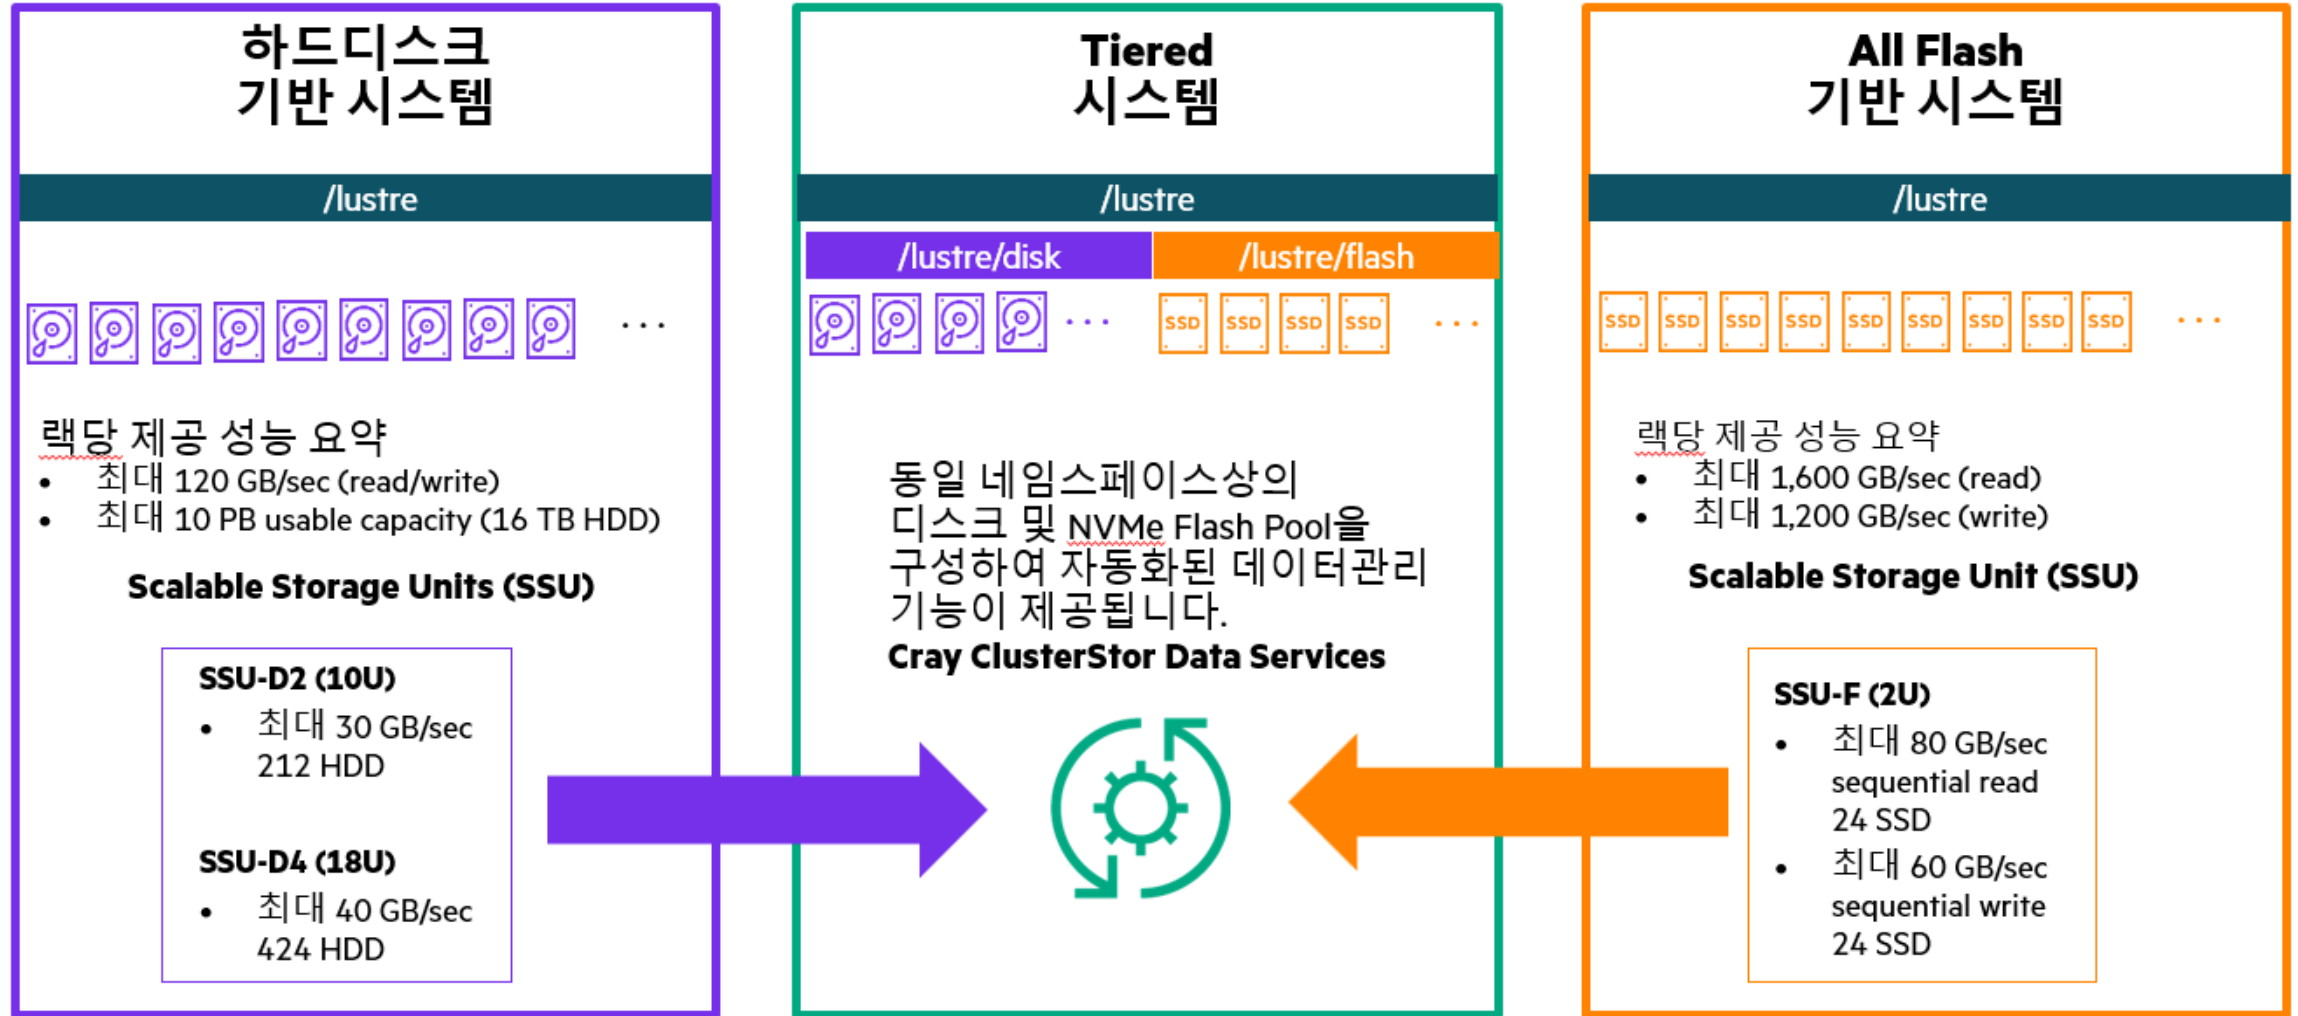 하드디스크
기반 시스템
/lustre
랙당 제공 성능 요약
• 최대 120 GB/sec (read/write)
• 최대 10 PB usable capacity (16 TB HDD)
Scalable Storage Units (SSU)
SSU-D2 (10U)
• 최대 30 GB/sec
212 HDD
SSU-D4 (18U)
• 최대 40 GB/sec
424 HDD
Tiered
시스템
/lustre
/lustre/disk
/lustre/flash
SSD SSD SSD SSD
동일 네임스페이스상의
디스크 및 NVMe Flash Pool을
구성하여 자동화된 데이터관리
기능이 제공됩니다.
Cray ClusterStor Data Services
All Flash
기반 시스템
/lustre
SSD SSD SSD SSD SSD SSD SSD SSD SSD
랙당 제공 성능 요약
• 최대 1,600 GB/sec (read)
• 최대 1,200 GB/sec (write)
Scalable Storage Unit (SSU)
SSU-F (2U)
• 최대 80 GB/sec
sequential read
24 SSD
• 최대 60 GB/sec
sequential write
24 SSD